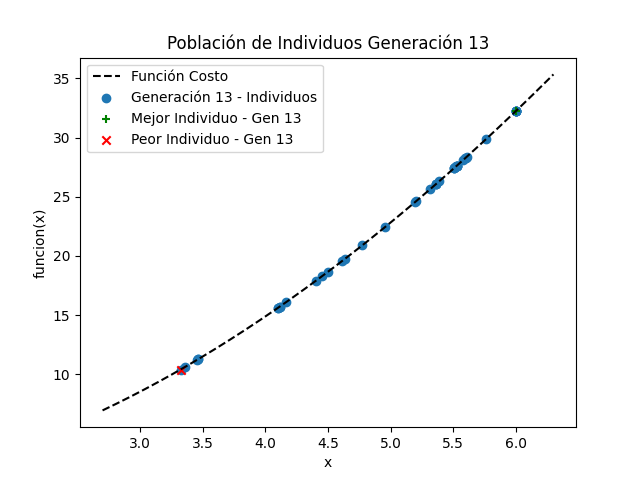 Población de Individuos Generación 13
Función Costo
Generación 13 - Individuos
Mejor Individuo - Gen 13
Peor Individuo - Gen 13
35
30
25
20
15
10
funcion(x)
3.0 3.5 4.0 4.5 5.0 5.5 6.0
x